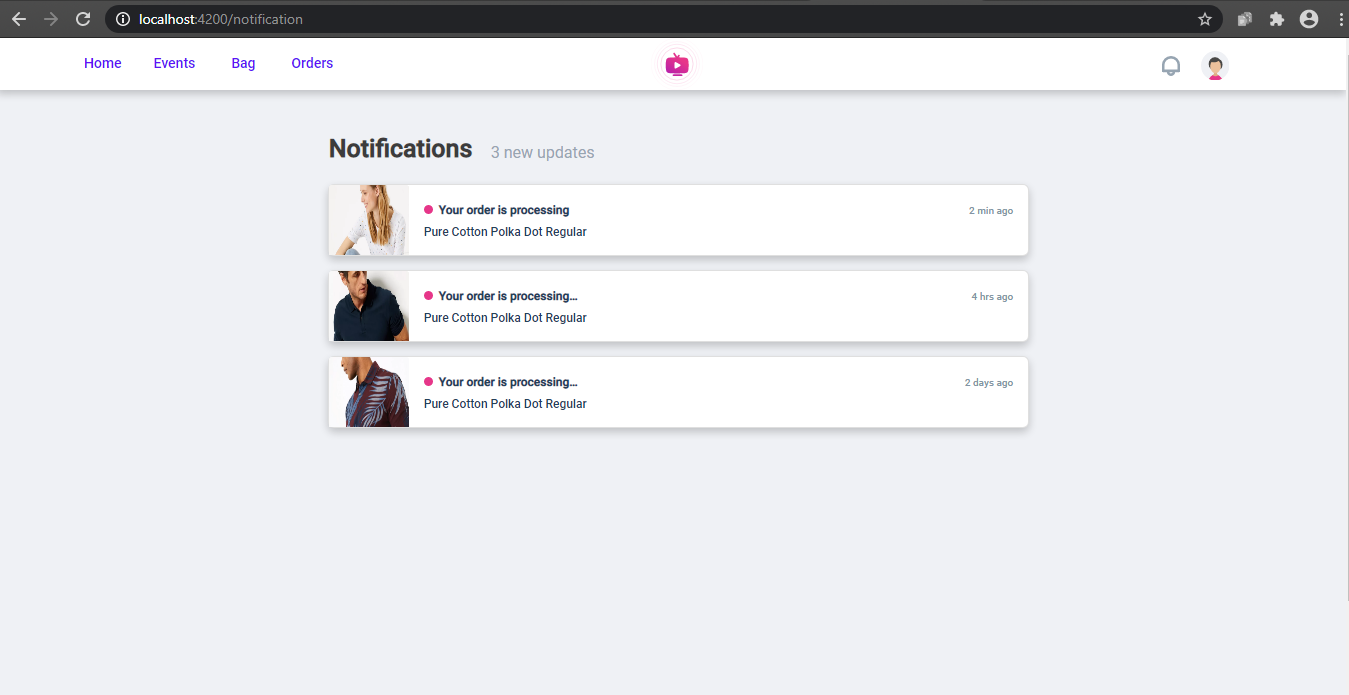 localhost:4200/notification
Home Events Bag Orders
Notifications 3 new updates
Your order is processing 2 min ago
Pure Cotton Polka Dot Regular
Your order is processing... 4 hrs ago
Pure Cotton Polka Dot Regular
Your order is processing... 2 days ago
Pure Cotton Polka Dot Regular